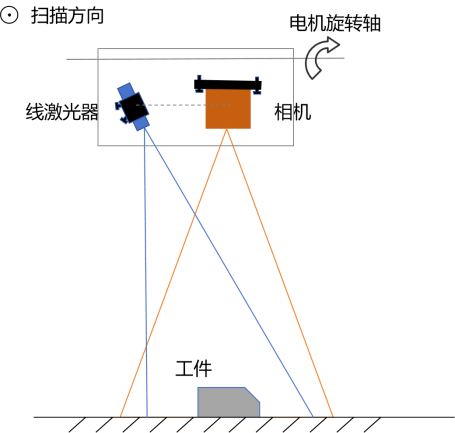 扫描方向
电机旋转轴
线激光器
相机
工件